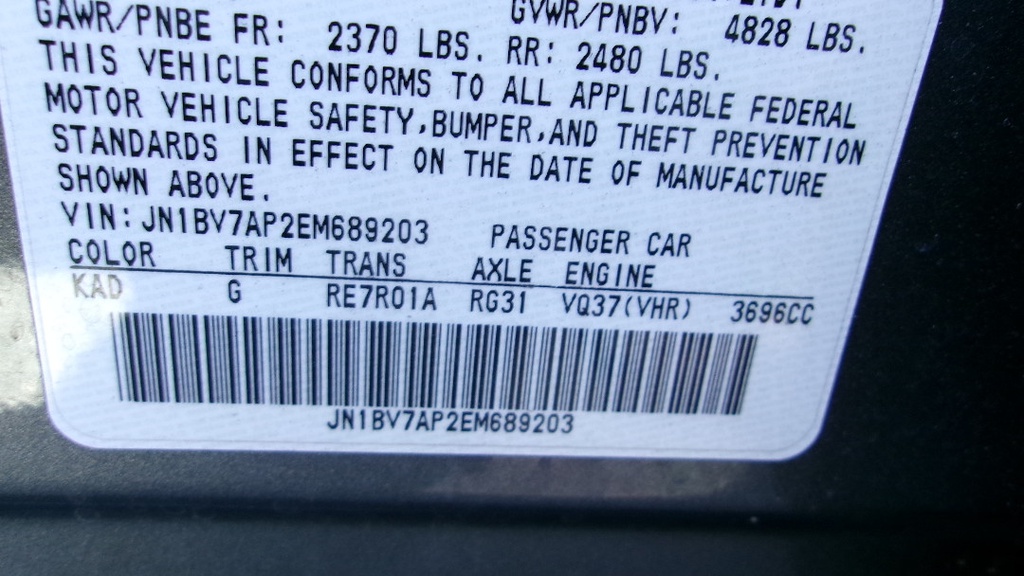 GAWR/PNBE FR: 2370 LBS. RR: 2480 LBS.
GVWR/PNBV: 4828 LBS.
THIS VEHICLE CONFORMS TO ALL APPLICABLE FEDERAL
MOTOR VEHICLE SAFETY,BUMPER,AND THEFT PREVENTION
STANDARDS IN EFFECT ON THE DATE OF MANUFACTURE
SHOWN ABOVE.
VIN: JN1BV7AP2EM689203 PASSENGER CAR
COLOR TRIM TRANS AXLE ENGINE
KAD G RE7R01A RG31 VQ37(VHR) 3696CC
JN1BV7AP2EM689203